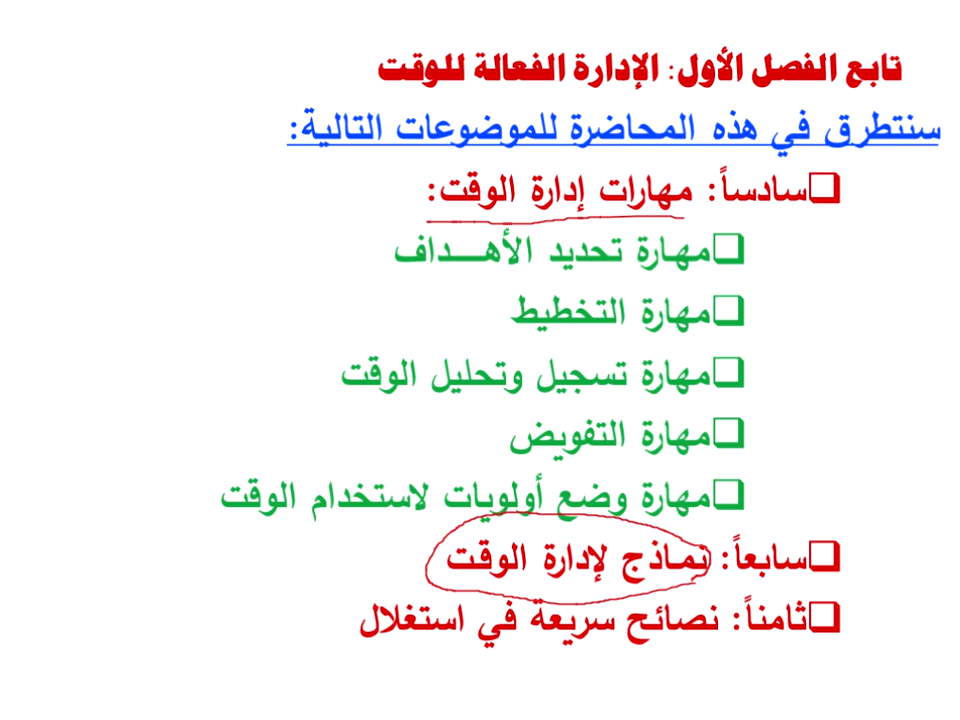 تابع الفصل الأول: الإدارة الفعالة للوقت
سنتطرق في هذه المحاضرة للموضوعات التالية:
سادساً: مهارات إدارة الوقت:
مهارة تحديد الأهـــداف
مهارة التخطيط
مهارة تسجيل وتحليل الوقت
مهارة التفويض
مهارة وضع أولويات لاستخدام الوقت
سابعاً: نماذج لإدارة الوقت
ثامناً: نصائح سريعة في استغلال